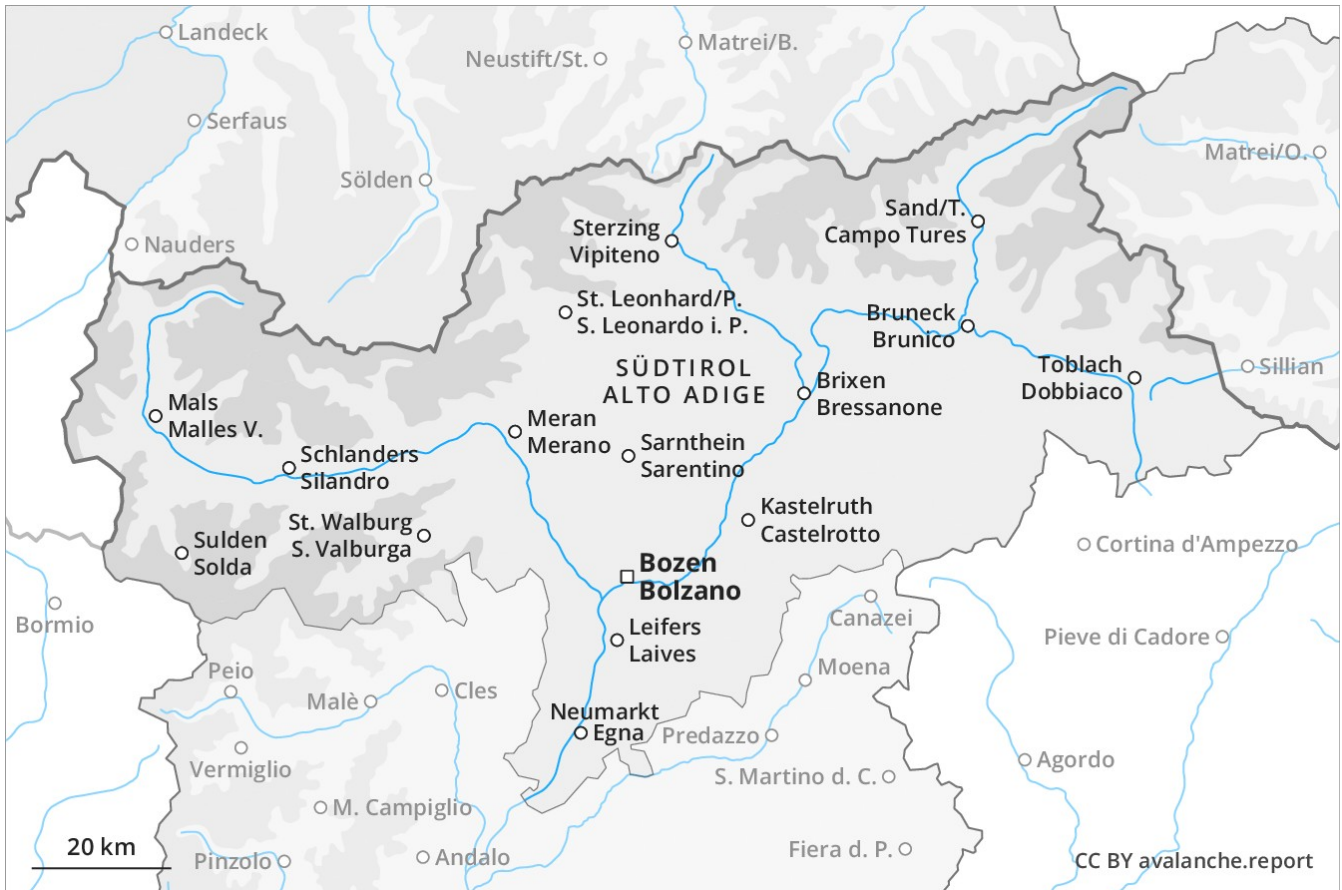 Landeck
Neustift/St.
Matrei/B.
Serfaus
Matrei/O.
Sölden
Nauders
Sand/T.
Campo Tures
Sterzing
Vipiteno
St. Leonhard/P.
S. Leonardo i. P.
Bruneck
Brunico
SÜDTIROL
ALTO ADIGE
Toblach
Dobbiaco
Sillian
Brixen
Bressanone
Mals
Malles V.
Meran
Merano
Sarnthein
Sarentino
Schlanders
Silandro
Kastelruth
Castelrotto
St. Walburg
S. Valburga
Sulden
Solda
Cortina d'Ampezzo
Bozen
Bolzano
Bormio
Canazei
Leifers
Laives
Pieve di Cadore
Peio
Moena
Malè
Cles
Neumarkt
Egna
Predazzo
Vermiglio
Agordo
S. Martino d. C.
M. Campiglio
20 km
Pinzolo
Andalo
Fiera d. P.
CC BY avalanche.report